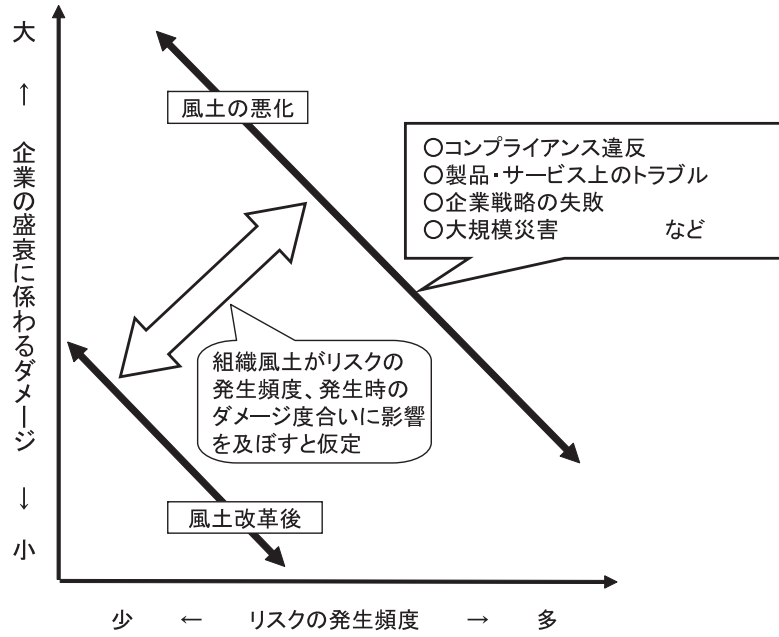 大 ↑ 企業の盛衰に係わるダメージ ↓ 小
風土の悪化
○コンプライアンス違反
○製品・サービス上のトラブル
○企業戦略の失敗
○大規模災害 など
組織風土がリスクの
発生頻度、発生時の
ダメージ度合いに影響
を及ぼすと仮定
風土改革後
少 ← リスクの発生頻度 → 多